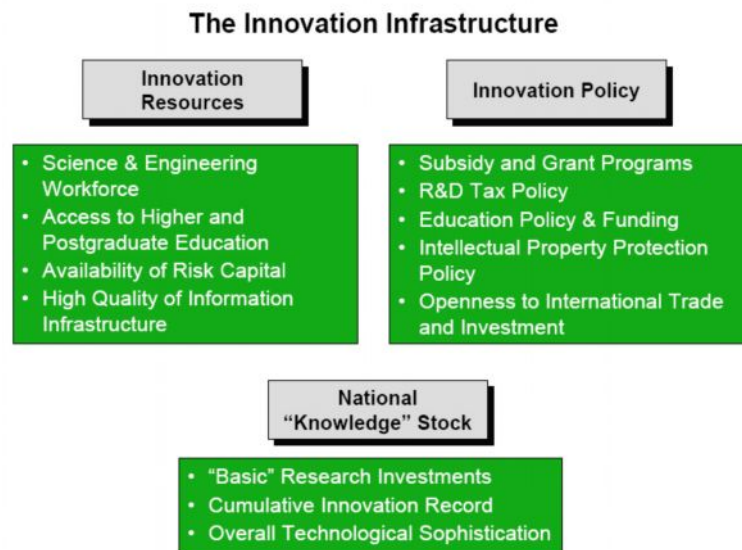 The Innovation Infrastructure
Innovation
Resources
• Science & Engineering
Workforce
• Access to Higher and
Postgraduate Education
• Availability of Risk Capital
• High Quality of Information
Infrastructure
Innovation Policy
• Subsidy and Grant Programs
• R&D Tax Policy
• Education Policy & Funding
• Intellectual Property Protection
Policy
• Openness to International Trade
and Investment
National
“Knowledge” Stock
• “Basic” Research Investments
• Cumulative Innovation Record
• Overall Technological Sophistication